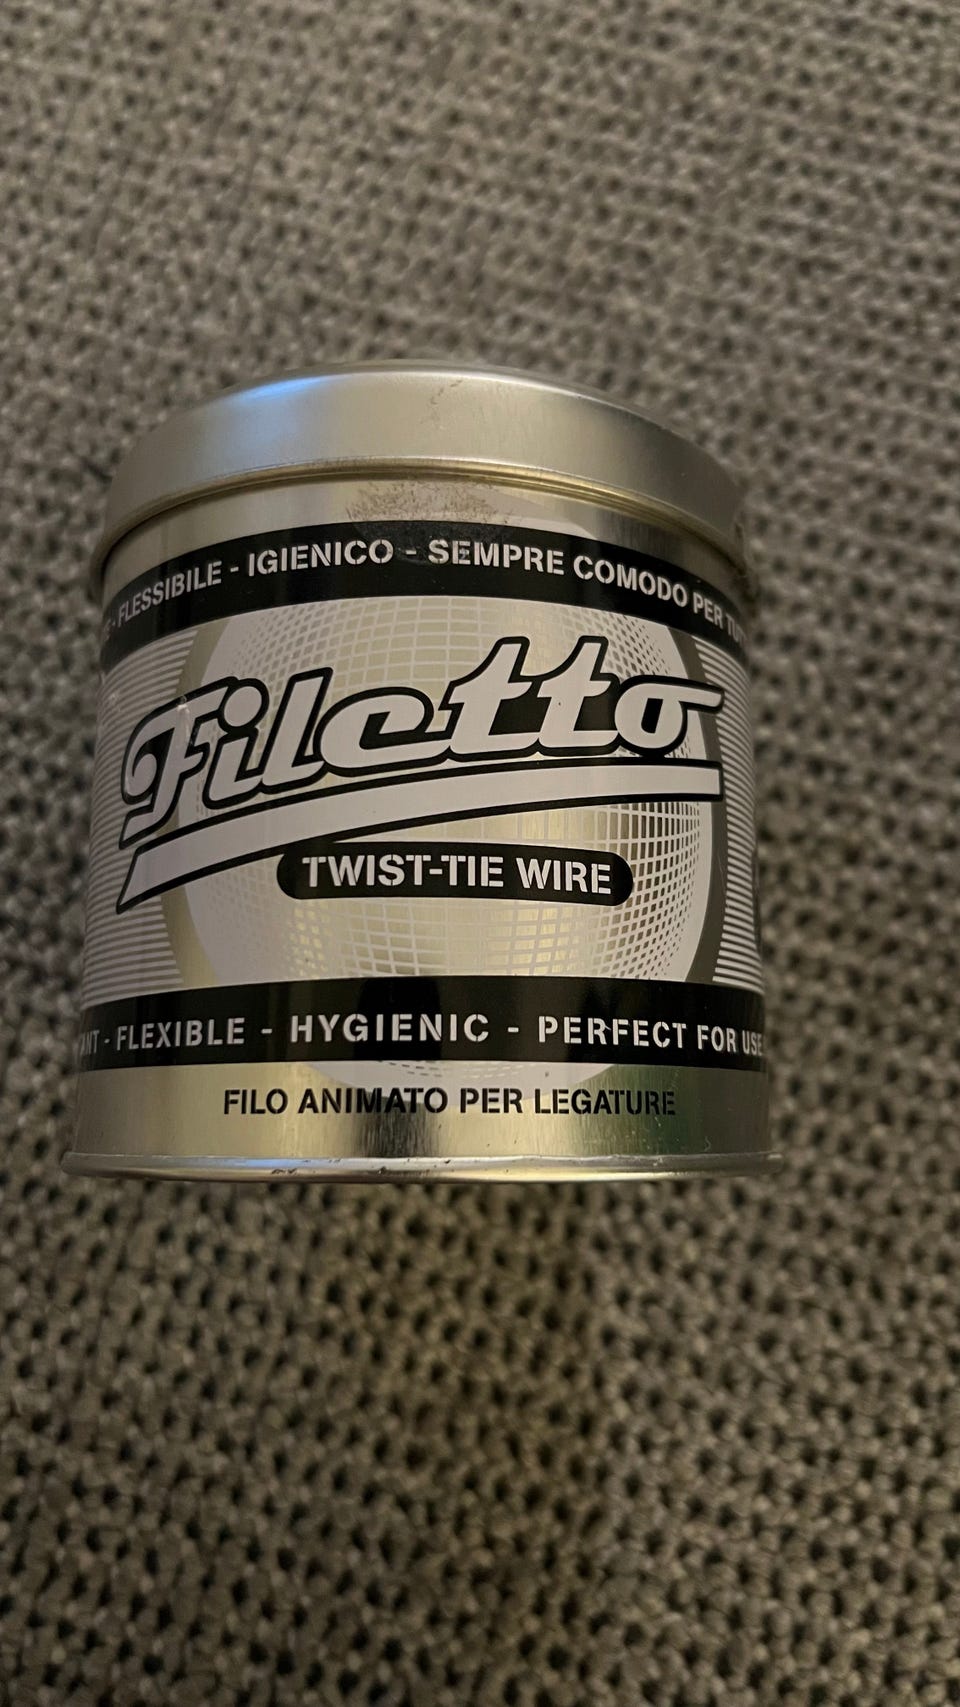 - FLESSIBILE - IGIENICO - SEMPRE COMODO PER
Filetto
TWIST-TIE WIRE
- FLEXIBLE - HYGIENIC - PERFECT FOR USE
FILO ANIMATO PER LEGATURE